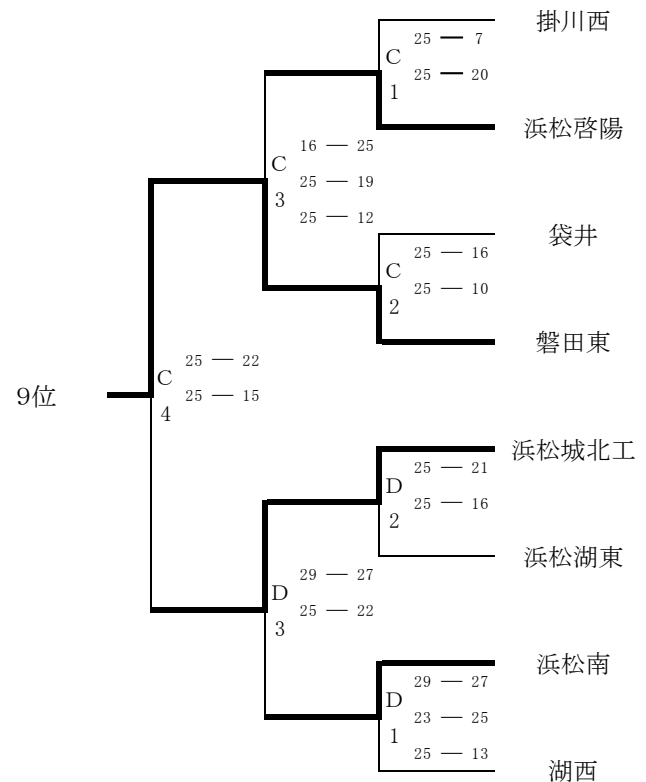 掛川西
25 ― 7
C
25 ― 20
1
浜松啓陽
16 ― 25
C
25 ― 19
3
25 ― 12
袋井
25 ― 16
C
25 ― 10
2
磐田東
25 ― 22
C
25 ― 15
4
9位
浜松城北工
25 ― 21
D
25 ― 16
2
浜松湖東
29 ― 27
D
25 ― 22
3
浜松南
29 ― 27
D
23 ― 25
1
25 ― 13
湖西